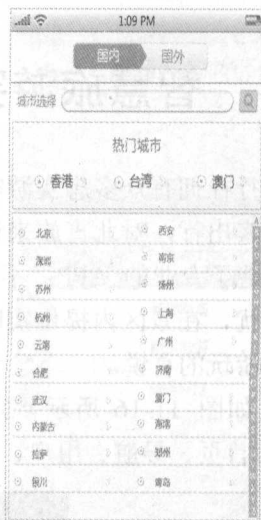 1:09 PM
国内 国外
城市选择
热门城市
香港 台湾 澳门
北京 西安
深圳 南京
苏州 扬州
杭州 上海
云南 广州
合肥 济南
武汉 厦门
内蒙古 海南
拉萨 郑州
银川 青岛